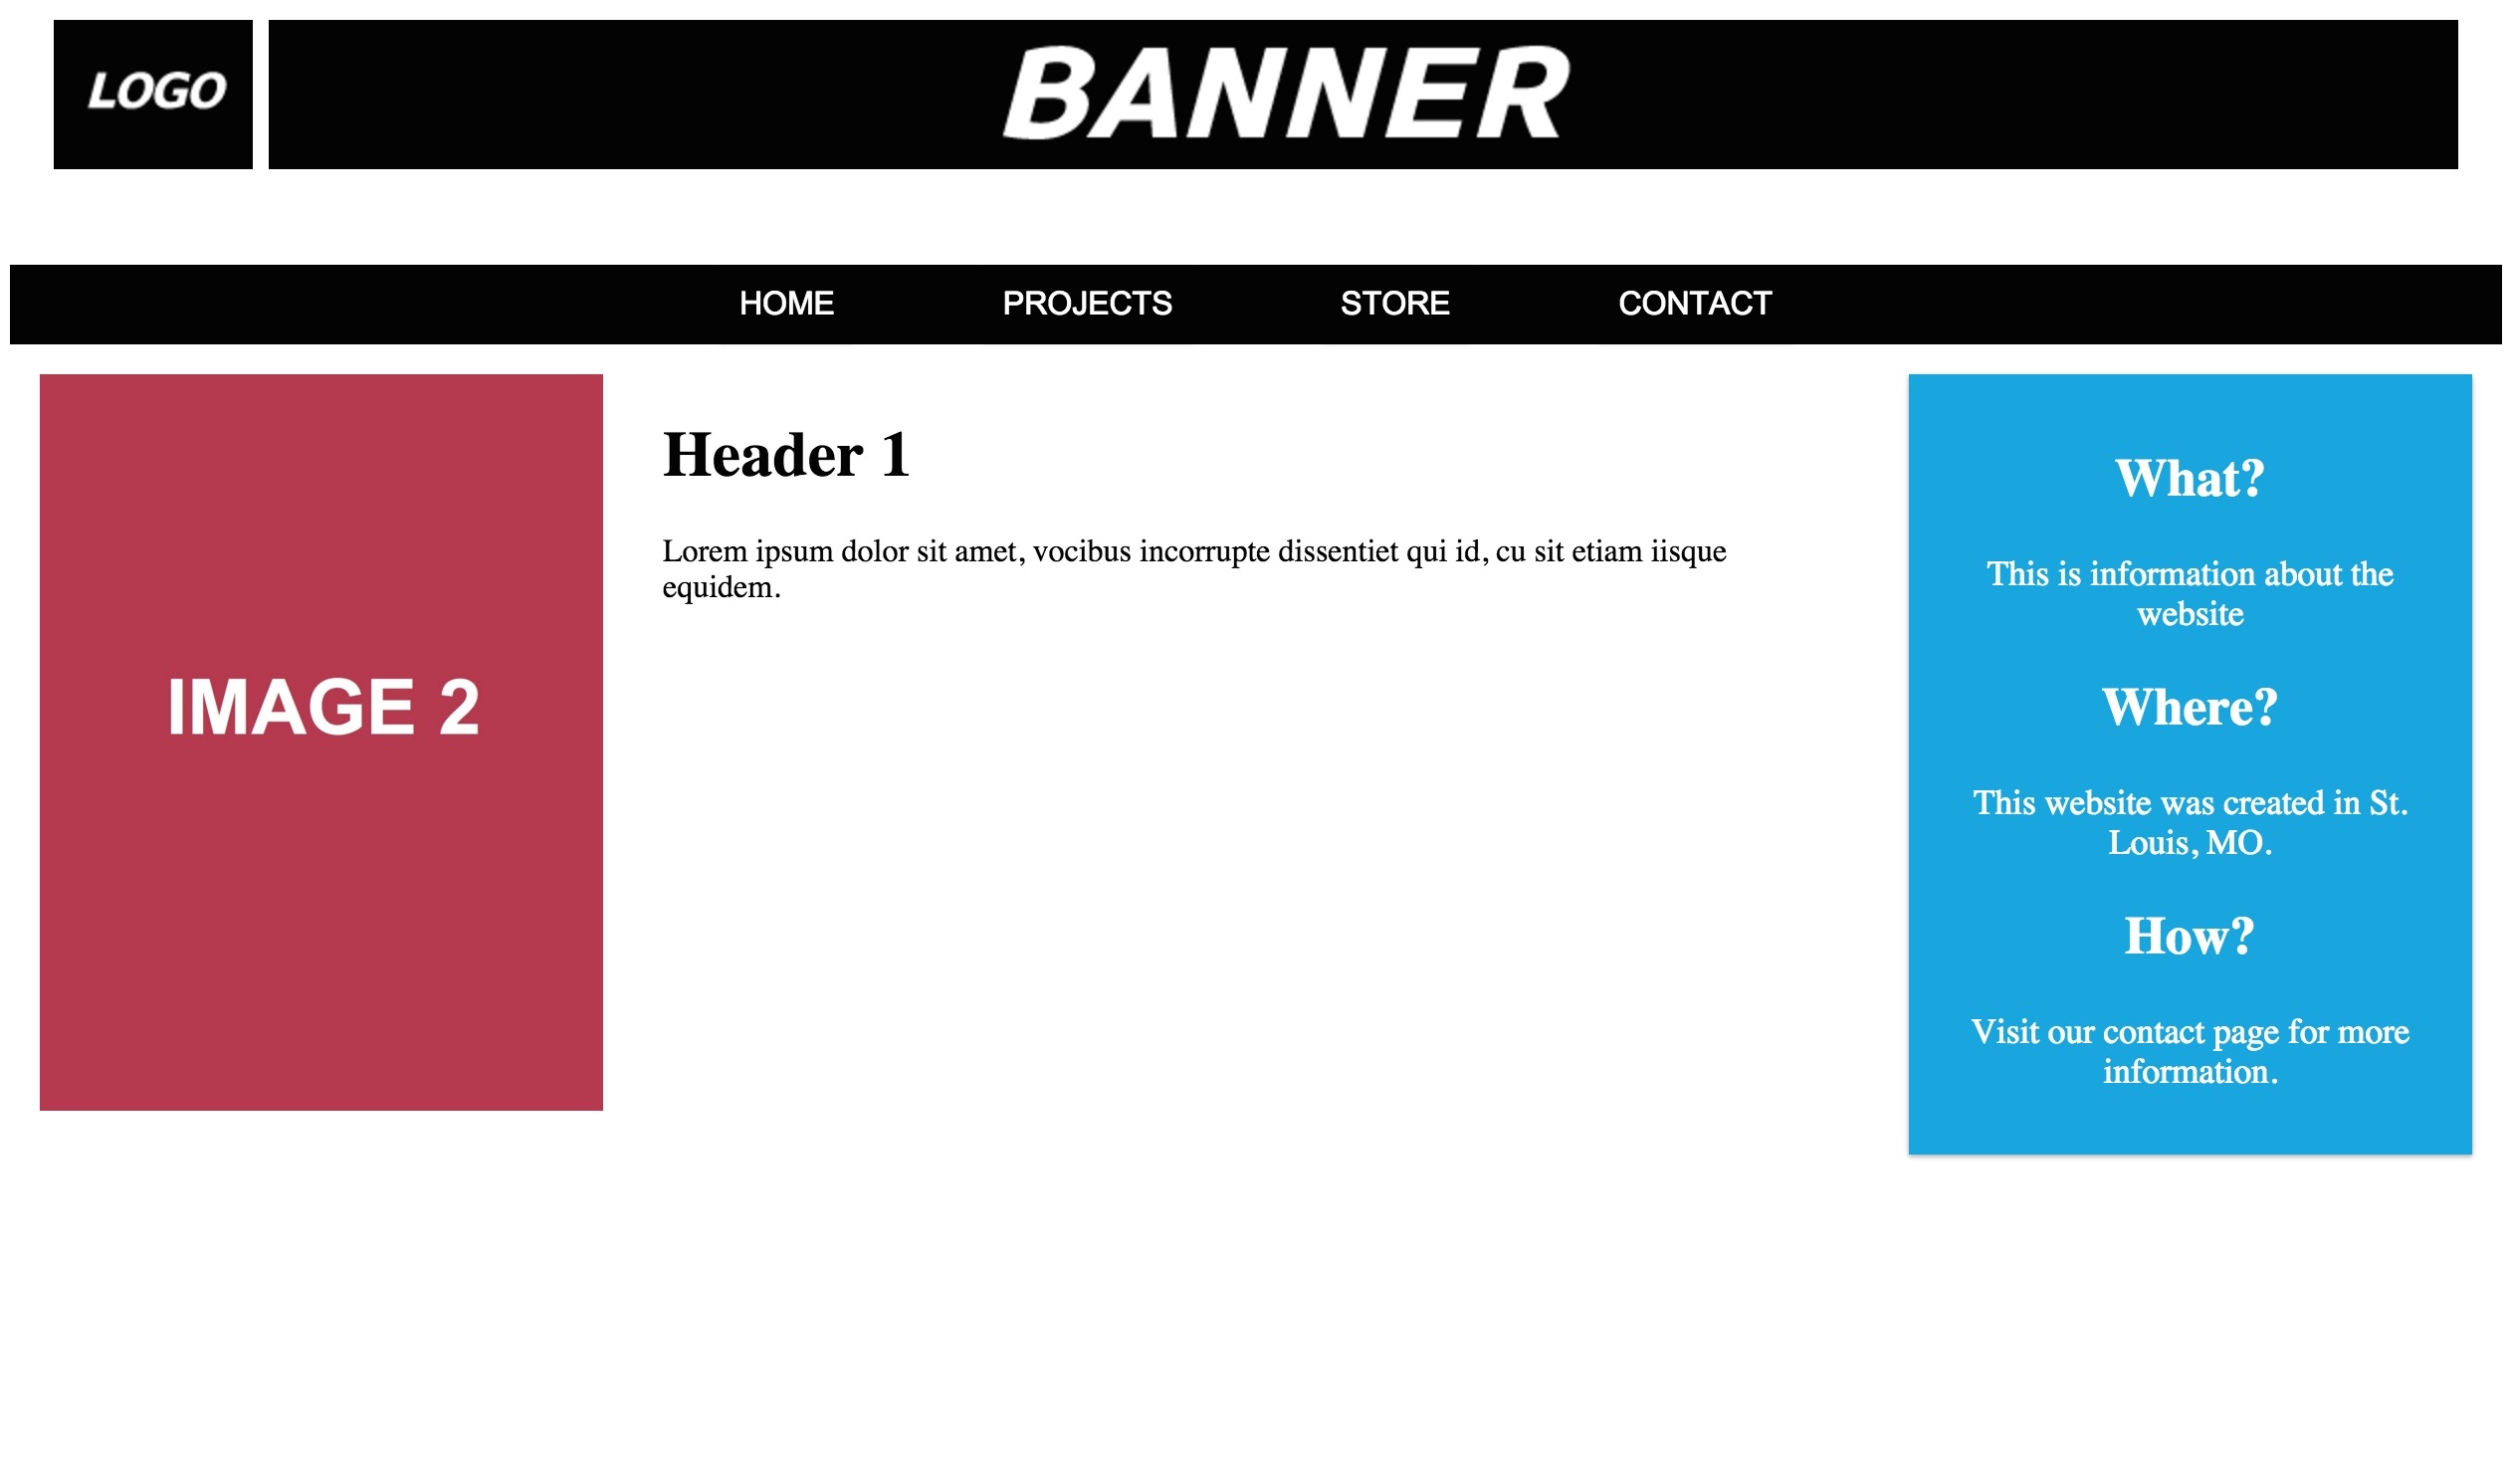 LOGO
BANNER
HOME PROJECTS STORE CONTACT
IMAGE 2
Header 1
Lorem ipsum dolor sit amet, vocibus incorrupte dissentiet qui id, cu sit etiam iisque
equidem.
What?
This is information about the
website
Where?
This website was created in St.
Louis, MO.
How?
Visit our contact page for more
information.